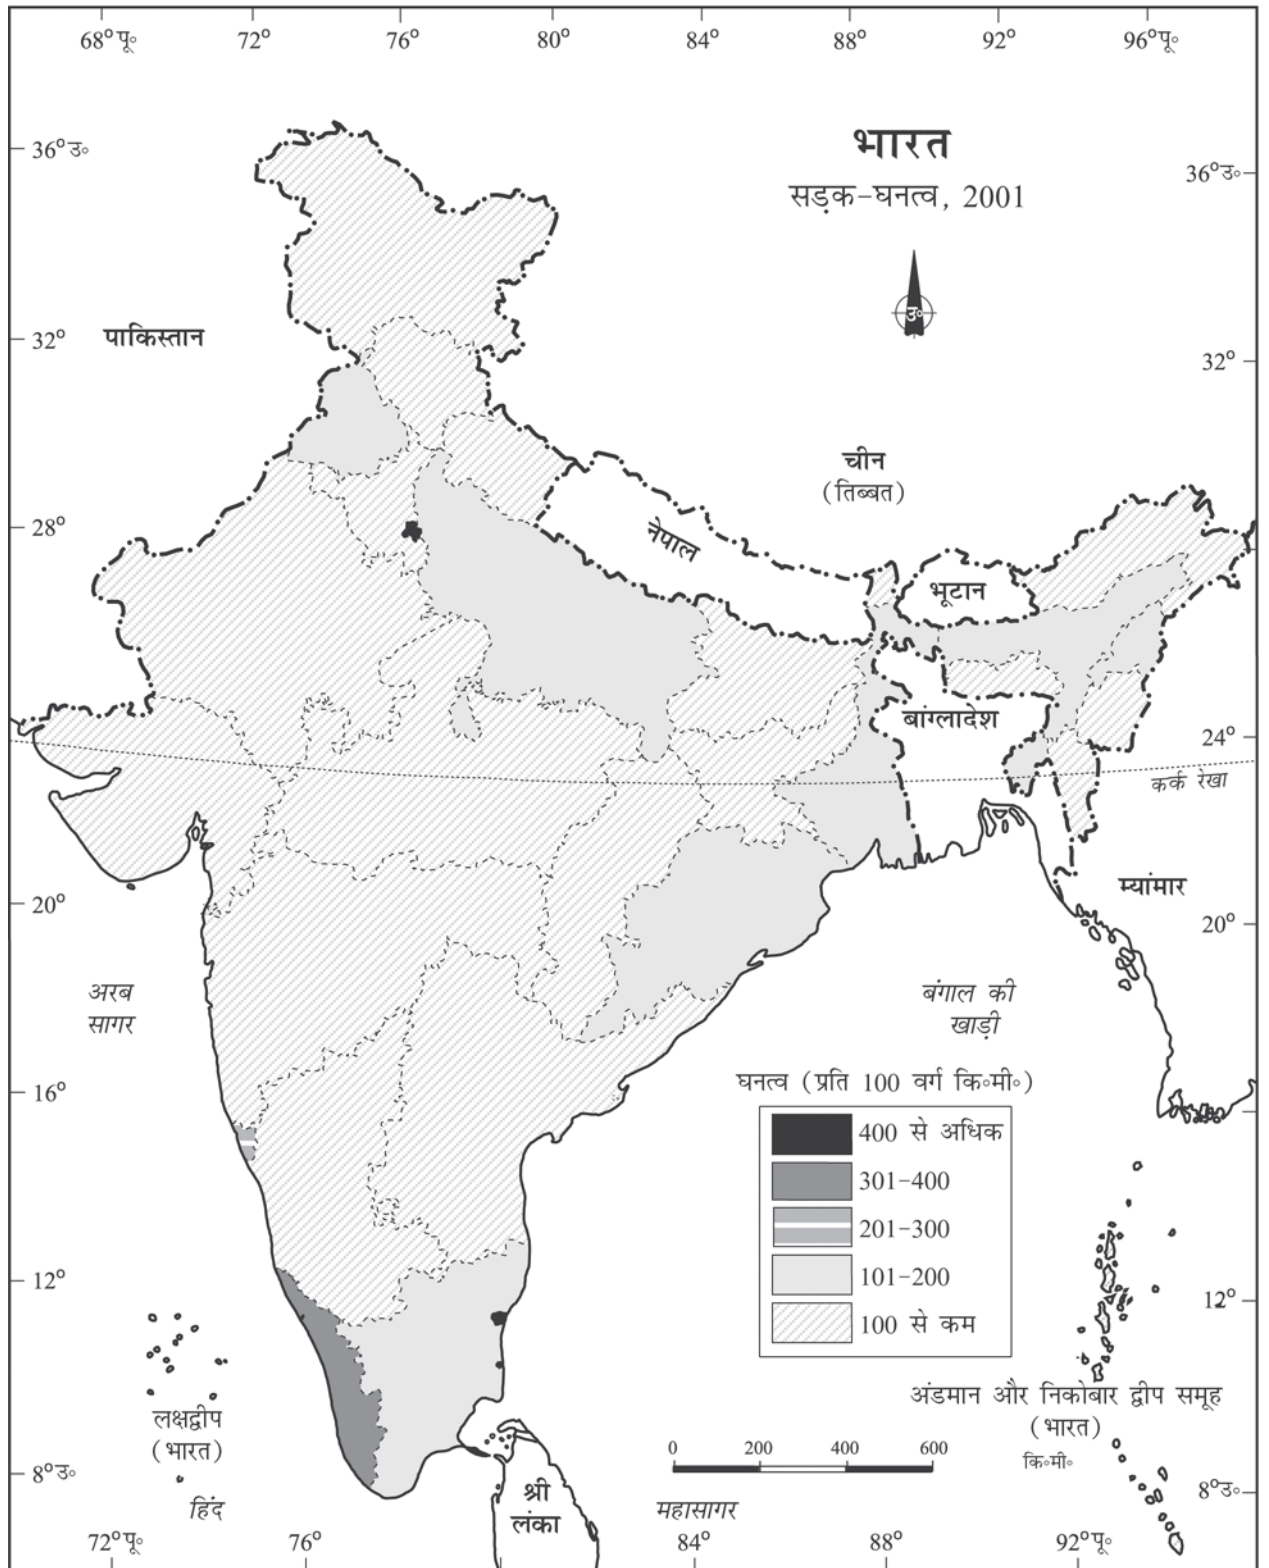 68°पू॰ 72° 76° 80° 84° 88° 92° 96°पू॰
भारत
सड़क-घनत्व, 2001
36°उ॰
36°उ॰
उ॰
पाकिस्तान
32°
32°
चीन
(तिब्बत)
28°
नेपाल
भूटान
बांग्लादेश
24°
कर्क रेखा
म्यांमार
20°
20°
अरब
सागर
बंगाल की
खाड़ी
घनत्व (प्रति 100 वर्ग कि॰मी॰)
16°
400 से अधिक
301-400
201-300
101-200
100 से कम
12°
12°
अंडमान और निकोबार द्वीप समूह
(भारत)
लक्षद्वीप
(भारत)
0 200 400 600
कि॰मी॰
8°उ॰
8°उ॰
श्री
लंका
हिंद
महासागर
72°पू॰ 76° 84° 88° 92°पू॰